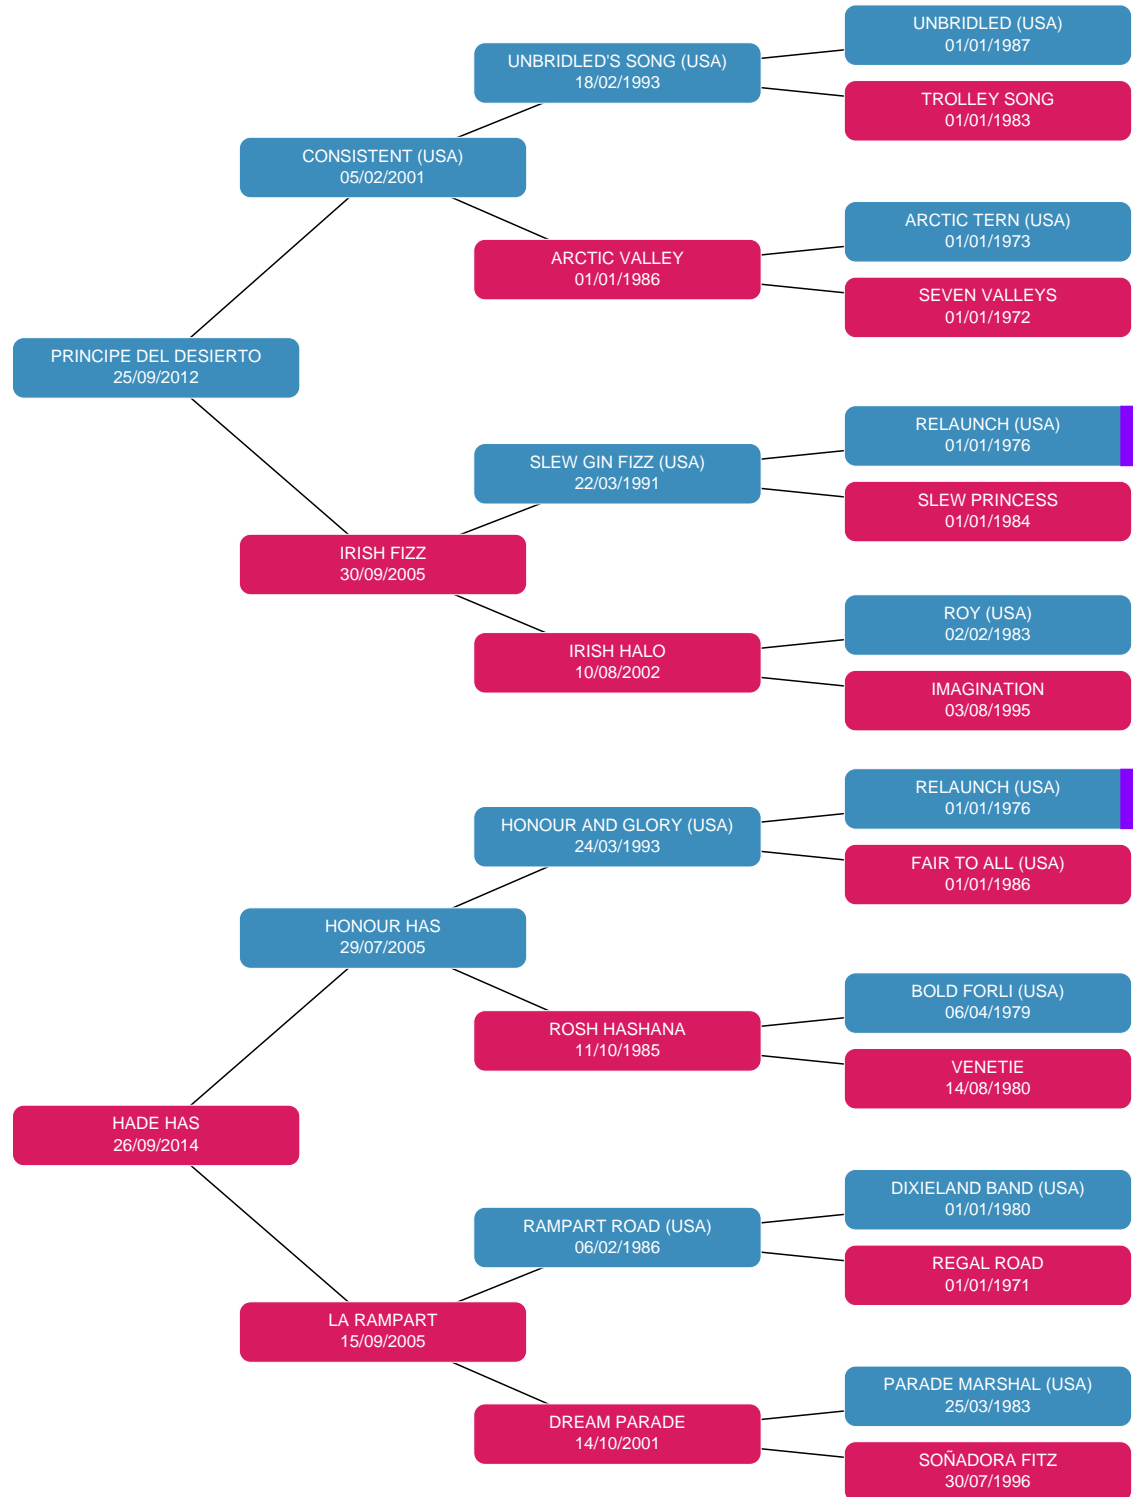 UNBRIDLED (USA)
01/01/1987
UNBRIDLED'S SONG (USA)
18/02/1993
TROLLEY SONG
01/01/1983
CONSISTENT (USA)
05/02/2001
ARCTIC TERN (USA)
01/01/1973
ARCTIC VALLEY
01/01/1986
SEVEN VALLEYS
01/01/1972
PRINCIPE DEL DESIERTO
25/09/2012
RELAUNCH (USA)
01/01/1976
SLEW GIN FIZZ (USA)
22/03/1991
SLEW PRINCESS
01/01/1984
IRISH FIZZ
30/09/2005
ROY (USA)
02/02/1983
IRISH HALO
10/08/2002
IMAGINATION
03/08/1995
RELAUNCH (USA)
01/01/1976
HONOUR AND GLORY (USA)
24/03/1993
FAIR TO ALL (USA)
01/01/1986
HONOUR HAS
29/07/2005
BOLD FORLI (USA)
06/04/1979
ROSH HASHANA
11/10/1985
VENETIE
14/08/1980
HADE HAS
26/09/2014
DIXIELAND BAND (USA)
01/01/1980
RAMPART ROAD (USA)
06/02/1986
REGAL ROAD
01/01/1971
LA RAMPART
15/09/2005
PARADE MARSHAL (USA)
25/03/1983
DREAM PARADE
14/10/2001
SOÑADORA FITZ
30/07/1996